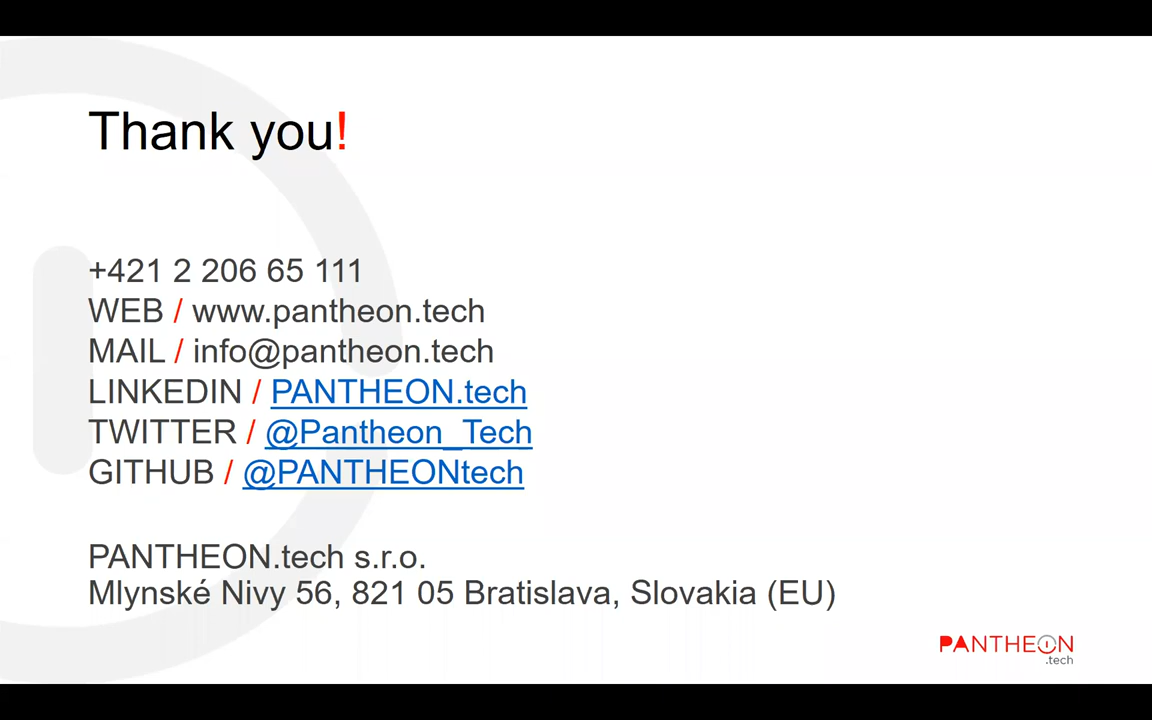 Thank you!
+421 2 206 65 111
WEB / www.pantheon.tech
MAIL / info@pantheon.tech
LINKEDIN / PANTHEON.tech
TWITTER / @Pantheon_Tech
GITHUB / @PANTHEONtech
PANTHEON.tech s.r.o.
Mlynské Nivy 56, 821 05 Bratislava, Slovakia (EU)
PANTHEON
.tech